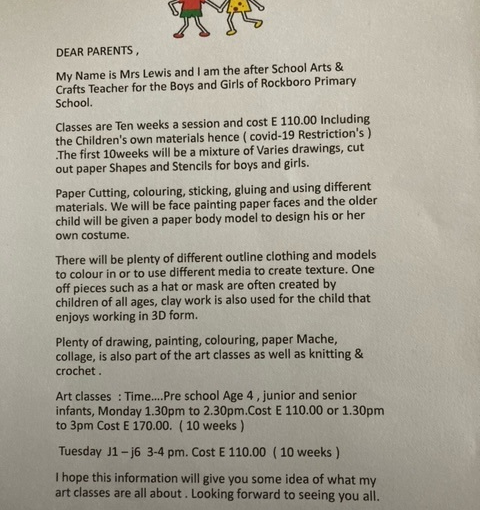 DEAR PARENTS ,
My Name is Mrs Lewis and I am the after School Arts &
Crafts Teacher for the Boys and Girls of Rockboro Primary
School.
Classes are Ten weeks a session and cost E 110.00 Including
the Children's own materials hence ( covid-19 Restriction's )
.The first 10weeks will be a mixture of Varies drawings, cut
out paper Shapes and Stencils for boys and girls.
Paper Cutting, colouring, sticking, gluing and using different
materials. We will be face painting paper faces and the older
child will be given a paper body model to design his or her
own costume.
There will be plenty of different outline clothing and models
to colour in or to use different media to create texture. One
off pieces such as a hat or mask are often created by
children of all ages, clay work is also used for the child that
enjoys working in 3D form.
Plenty of drawing, painting, colouring, paper Mache,
collage, is also part of the art classes as well as knitting &
crochet .
Art classes : Time....Pre school Age 4 , junior and senior
infants, Monday 1.30pm to 2.30pm.Cost E 110.00 or 1.30pm
to 3pm Cost E 170.00. ( 10 weeks )
Tuesday J1 – j6 3-4 pm. Cost E 110.00 ( 10 weeks )
I hope this information will give you some idea of what my
art classes are all about . Looking forward to seeing you all.